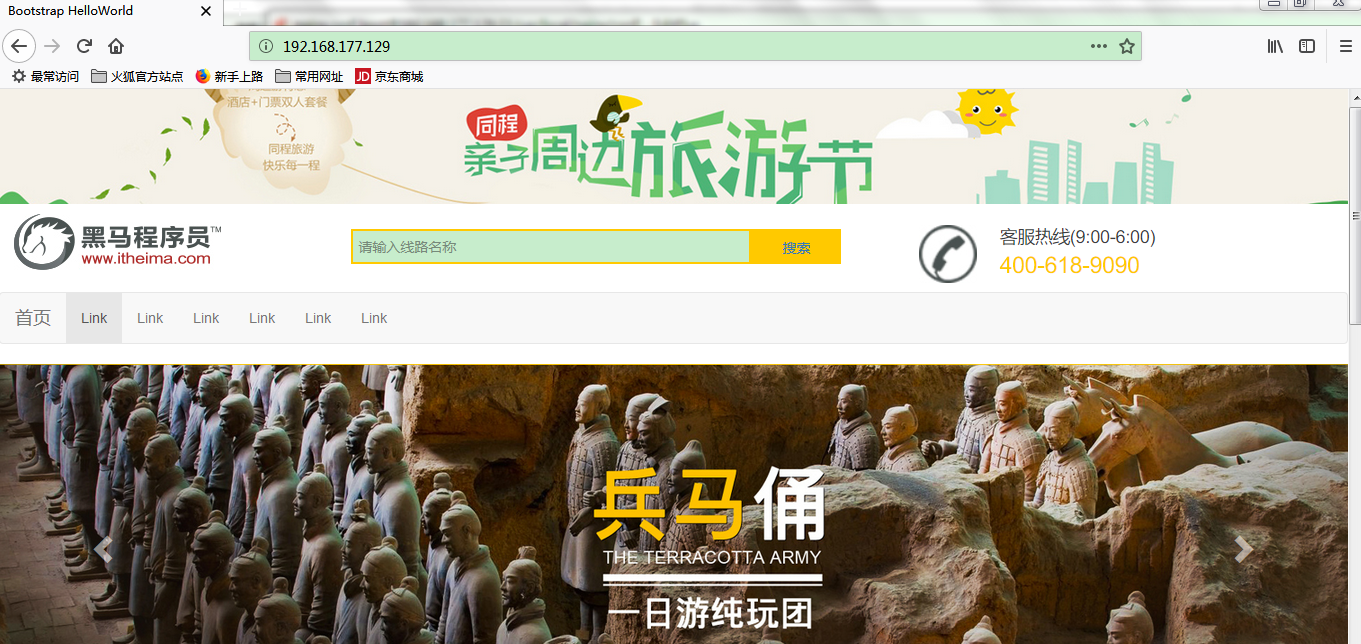 Bootstrap HelloWorld
192.168.177.129
最常访问 火狐官方站点 新手上路 常用网址 JD 京东商城
酒店+门票双人套餐
同程旅游
快乐每一程
同程
亲子周边旅游节
黑马程序员TM
www.itheima.com
请输入线路名称 搜索
客服热线(9:00-6:00)
400-618-9090
首页 Link Link Link Link Link Link
兵马俑
THE TERRACOTTA ARMY
一日游纯玩团